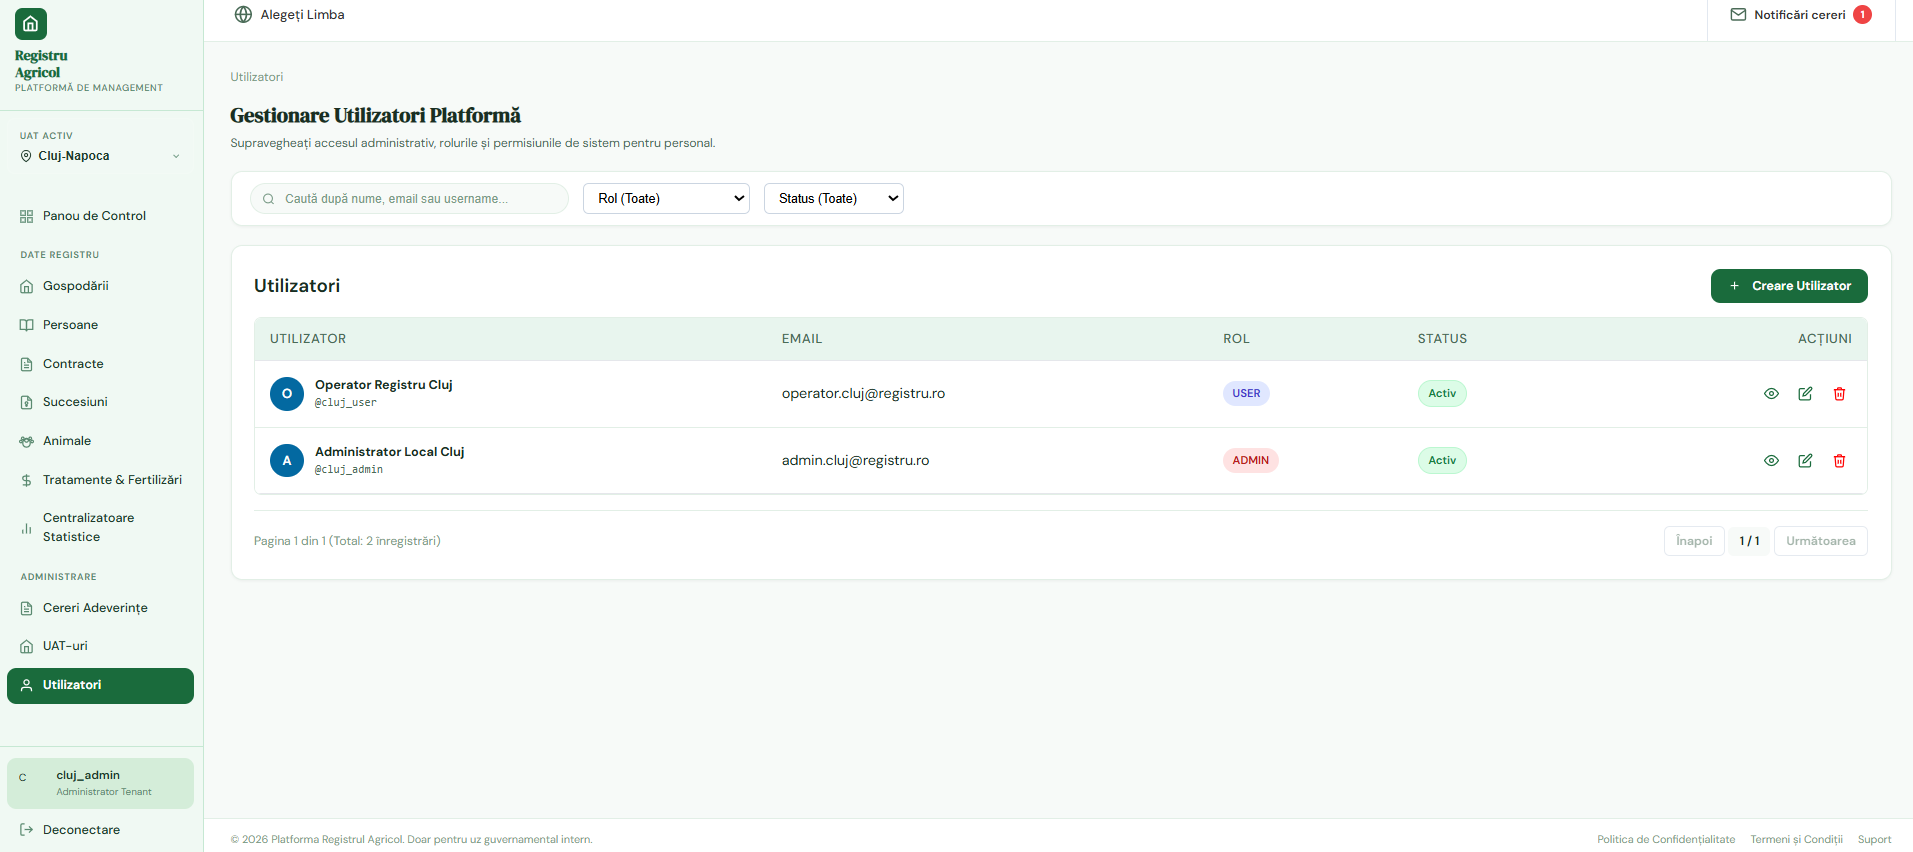 Registru
Agricol
PLATFORMĂ DE MANAGEMENT
UAT ACTIV
Cluj-Napoca
Panou de Control
DATE REGISTRU
Gospodării
Persoane
Contracte
Succesiuni
Animale
Tratamente & Fertilizări
Centralizatoare
Statistice
ADMINISTRARE
Cereri Adeverințe
UAT-uri
Utilizatori
C
cluj_admin
Administrator Tenant
Deconectare
Alegeți Limba
Notificări cereri 1
Utilizatori
Gestionare Utilizatori Platformă
Supravegheați accesul administrativ, rolurile și permisiunile de sistem pentru personal.
Caută după nume, email sau username...
Rol (Toate)
Status (Toate)
Utilizatori
+ Creare Utilizator
UTILIZATOR EMAIL ROL STATUS ACȚIUNI
O
Operator Registru Cluj
@cluj_user
operator.cluj@registru.ro
USER
Activ
A
Administrator Local Cluj
@cluj_admin
admin.cluj@registru.ro
ADMIN
Activ
Pagina 1 din 1 (Total: 2 înregistrări)
Înapoi
1 / 1
Următoarea
© 2026 Platforma Registrul Agricol. Doar pentru uz guvernamental intern.
Politica de Confidențialitate
Termeni și Condiții
Suport